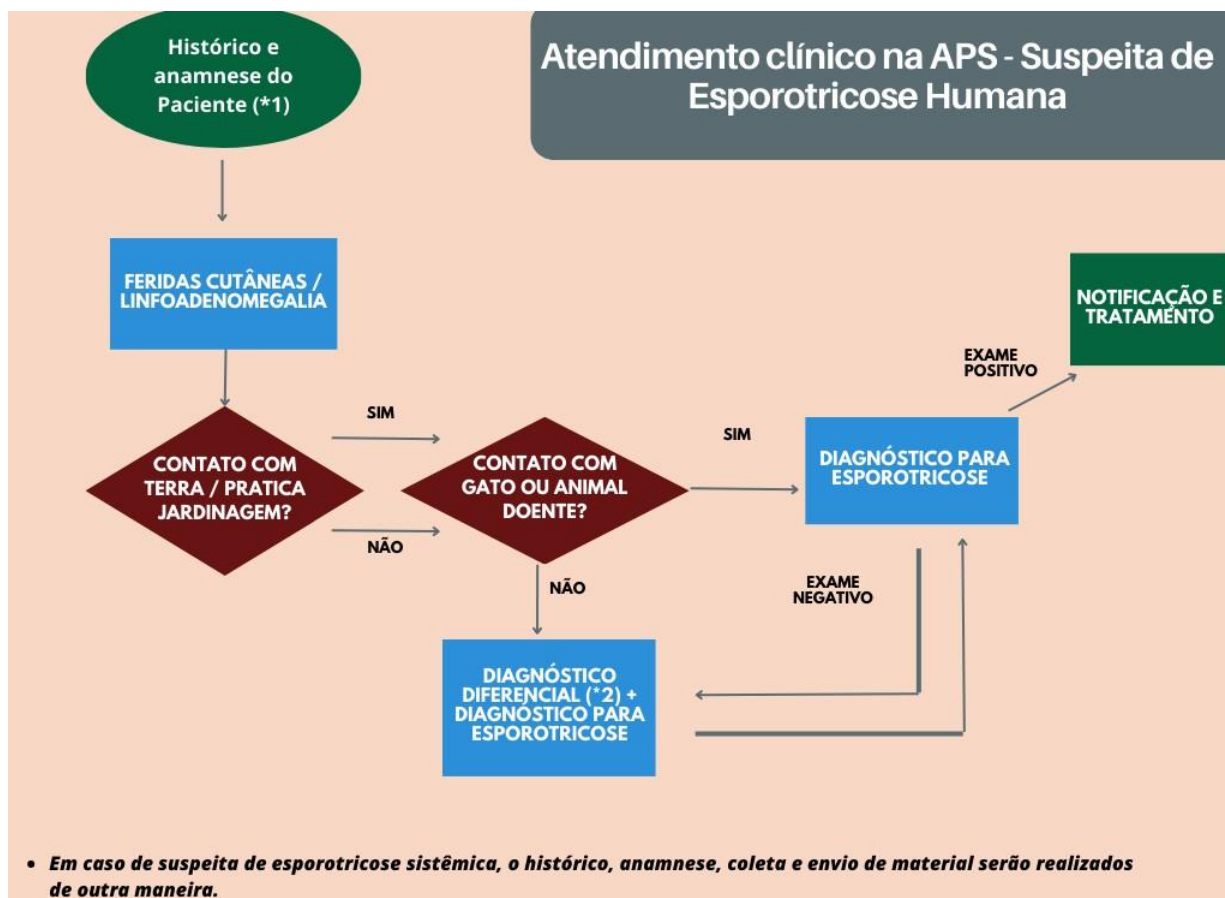 Histórico e
anamnese do
Paciente (*1)
Atendimento clínico na APS - Suspeita de
Esporotricose Humana
FERIDAS CUTÂNEAS /
LINFOADENOMEGALIA
NOTIFICAÇÃO E
TRATAMENTO
EXAME
POSITIVO
SIM
SIM
CONTATO COM
TERRA / PRATICA
JARDINAGEM?
CONTATO COM
GATO OU ANIMAL
DOENTE?
DIAGNÓSTICO PARA
ESPOROTRICOSE
NÃO
NÃO
EXAME
NEGATIVO
DIAGNÓSTICO
DIFERENCIAL (*2) +
DIAGNÓSTICO PARA
ESPOROTRICOSE
• Em caso de suspeita de esporotricose sistêmica, o histórico, anamnese, coleta e envio de material serão realizados
de outra maneira.